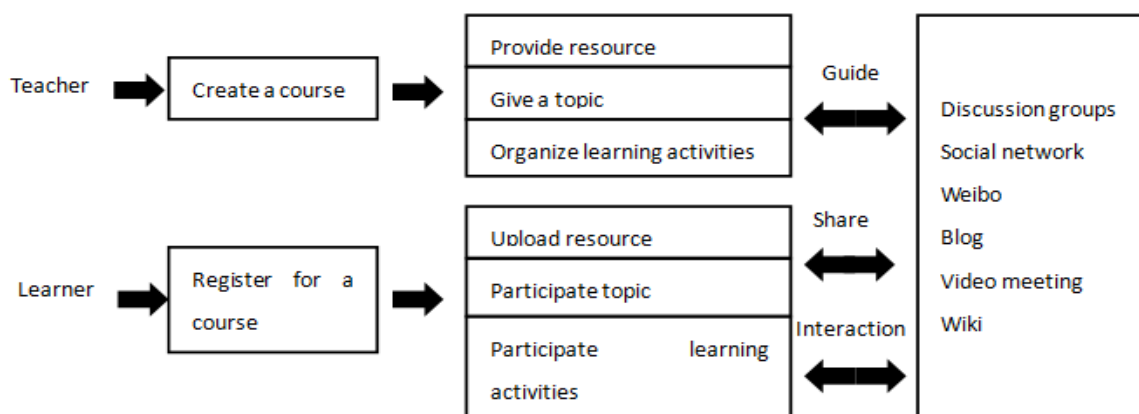 Teacher
Create a course
Provide resource
Give a topic
Organize learning activities
Guide
Learner
Register for a
course
Upload resource
Participate topic
Participate learning
activities
Share
Interaction
Discussion groups
Social network
Weibo
Blog
Video meeting
Wiki